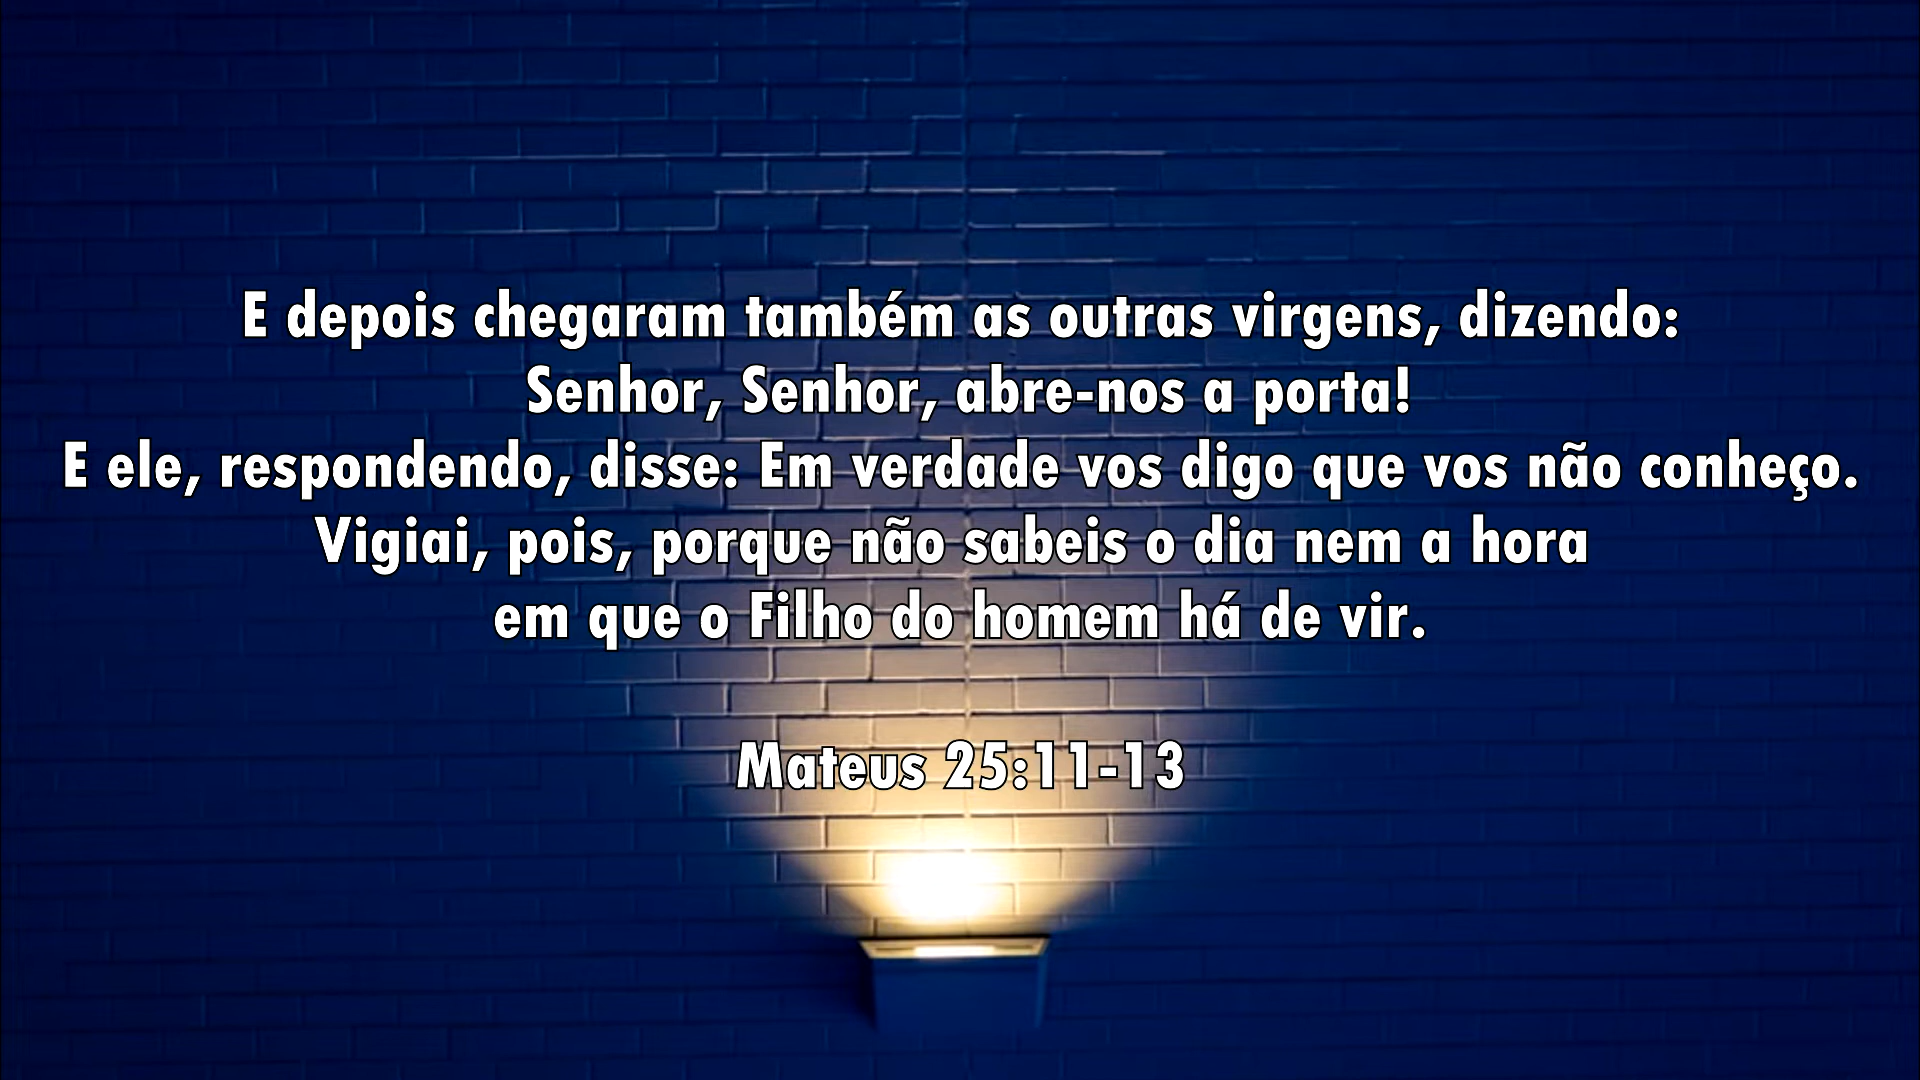 E depois chegaram também as outras virgens, dizendo:
Senhor, Senhor, abre-nos a porta!
E ele, respondendo, disse: Em verdade vos digo que vos não conheço.
Vigiai, pois, porque não sabeis o dia nem a hora
em que o Filho do homem há de vir.
Mateus 25:11-13